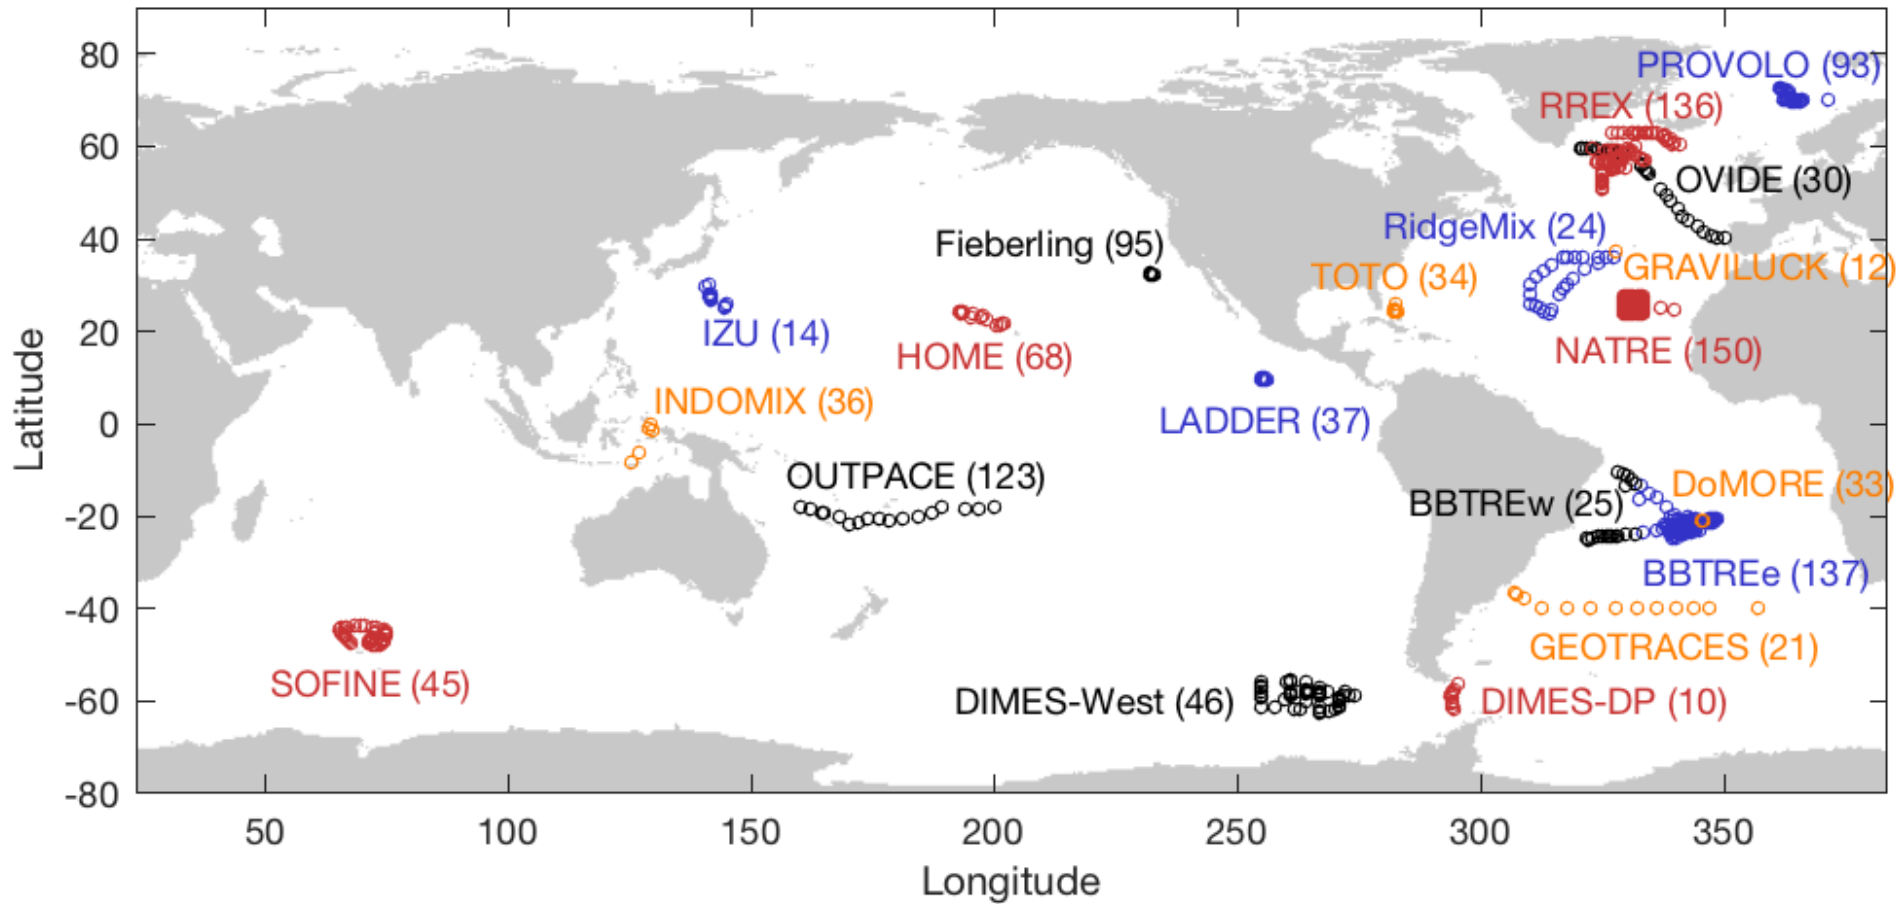 80
60
40
20
0
-20
-40
-60
-80
Latitude
PROVOLO (93)
RREX (136)
OVIDE (30)
RidgeMix (24)
Fieberling (95)
GRAVILUCK (12)
TOTO (34)
IZU (14)
HOME (68)
NATRE (150)
INDOMIX (36)
LADDER (37)
OUTPACE (123)
DoMORE (33)
BBTREw (25)
BBTREe (137)
GEOTRACES (21)
SOFINE (45)
DIMES-West (46)
DIMES-DP (10)
50
100
150
200
250
300
350
Longitude